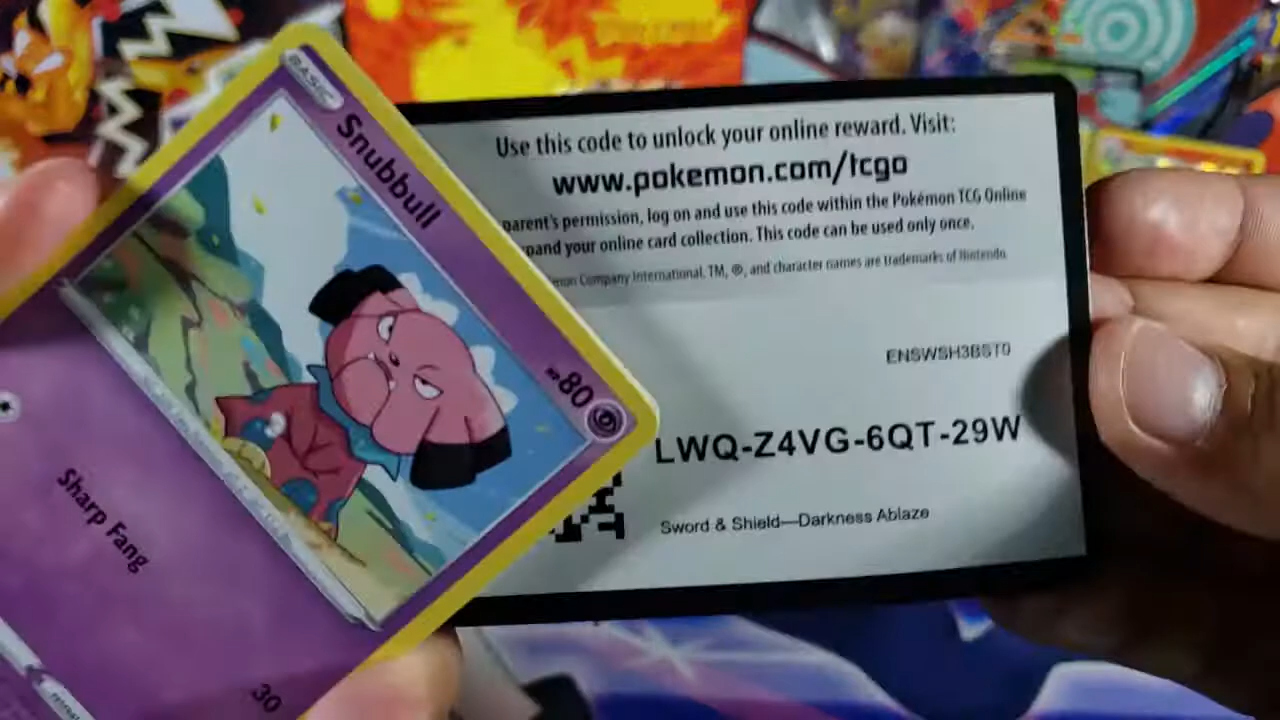 BASIC
Snubbull
HP 80
Sharp Fang
30
retreat
Use this code to unlock your online reward. Visit:
www.pokemon.com/tcgo
parent's permission, log on and use this code within the Pokémon TCG Online
pand your online card collection. This code can be used only once.
mon Company International. TM, ®, and character names are trademarks of Nintendo.
ENSWSH3BST0
LWQ-Z4VG-6QT-29W
Sword & Shield—Darkness Ablaze